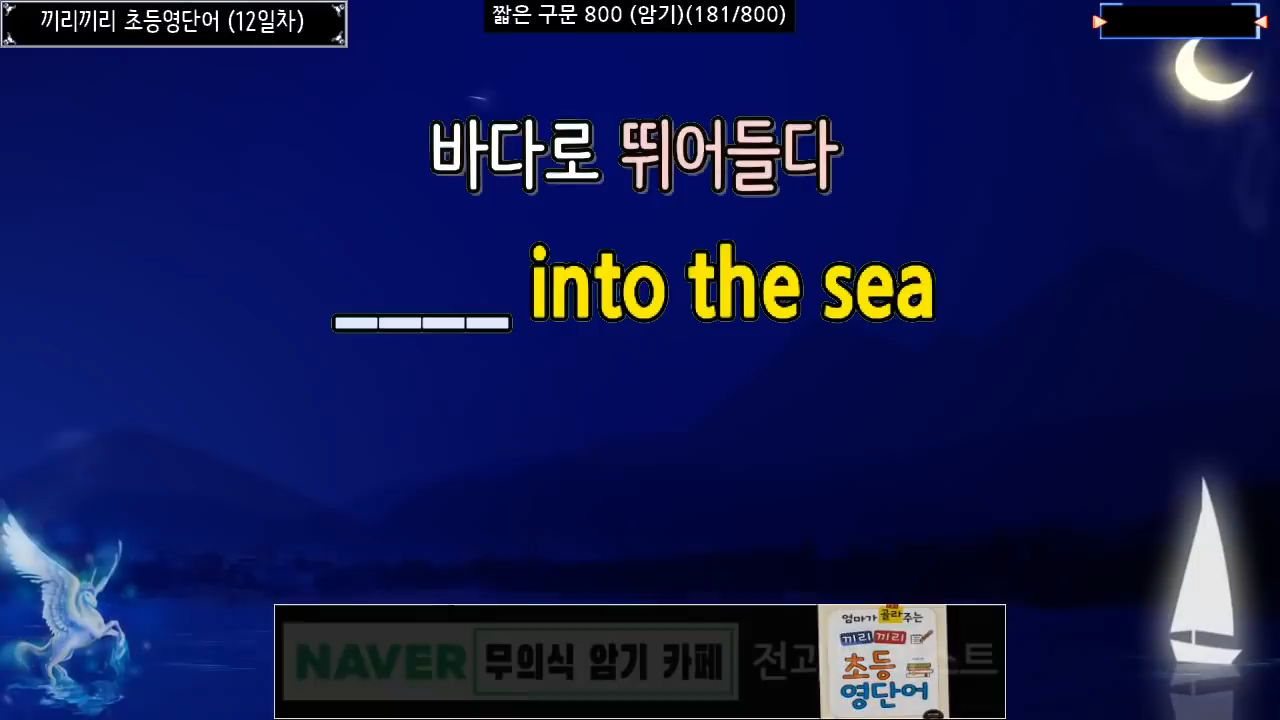 끼리끼리 초등영단어 (12일차)
짧은 구문 800 (암기)(181/800)
바다로 뛰어들다
____ into the sea
NAVER 무의식 암기 카페
엄마가 골라주는
끼리끼리
초등
영단어